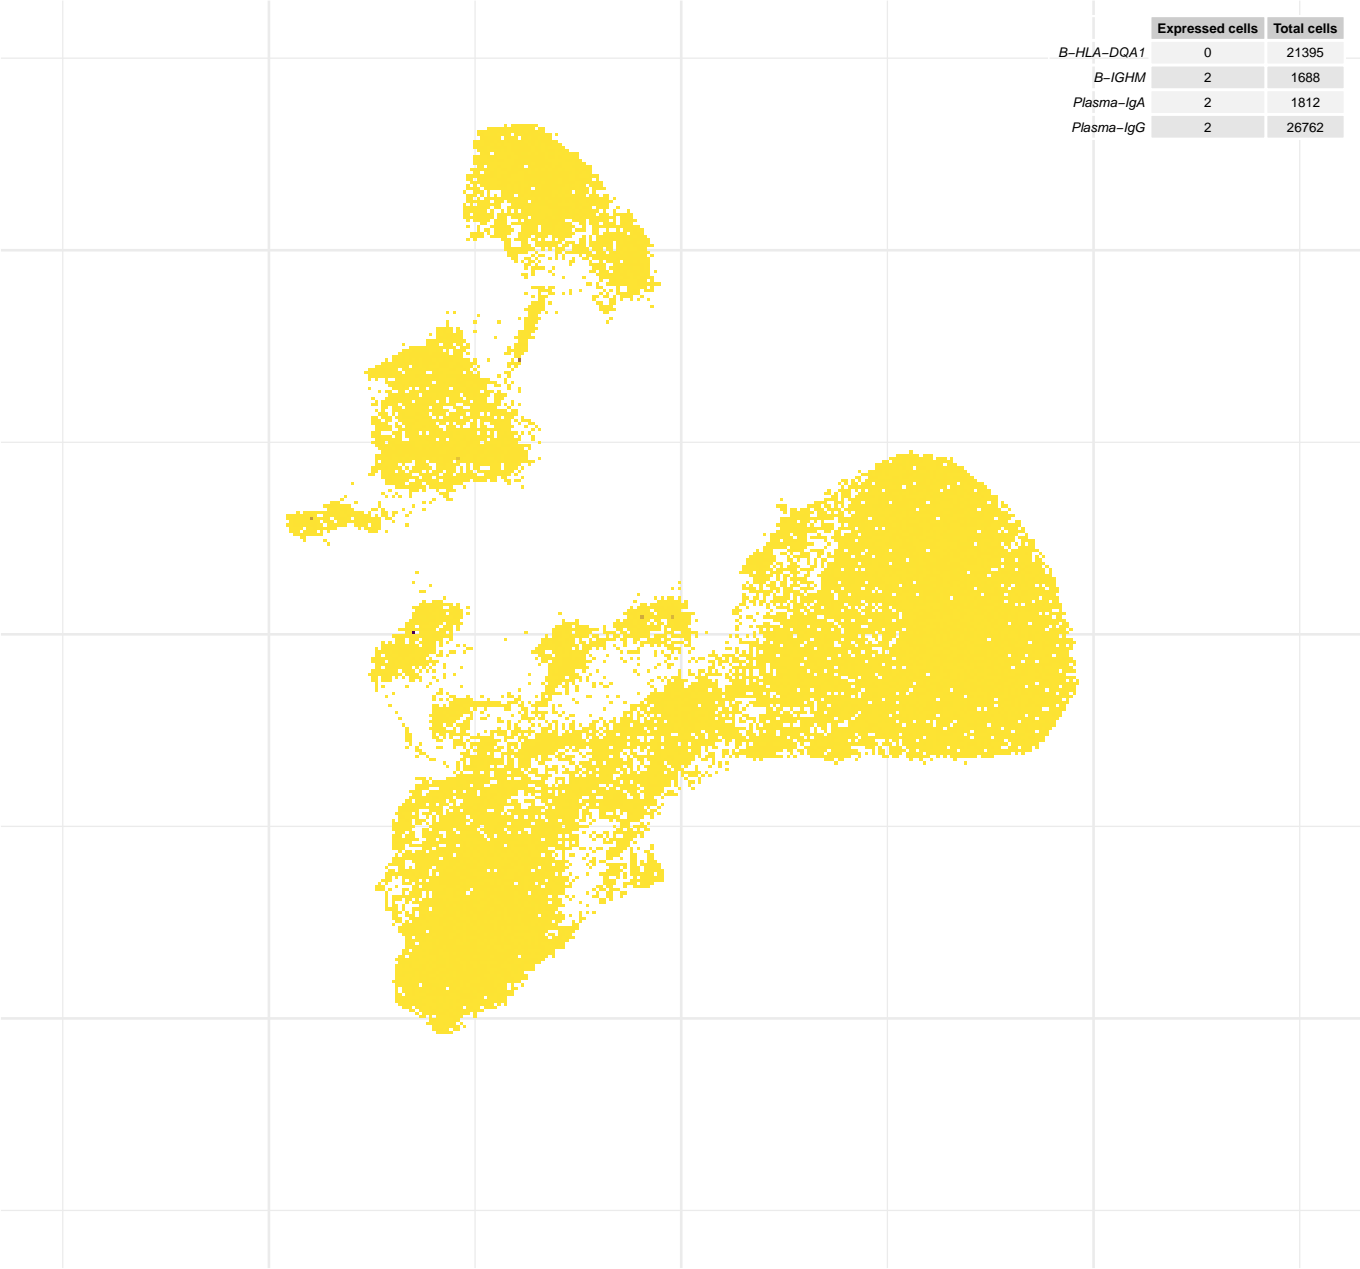 Expressed cells Total cells
B−HLA−DQA1 0 21395
B−IGHM 2 1688
Plasma−IgA 2 1812
Plasma−IgG 2 26762